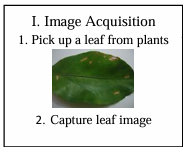 I. Image Acquisition
1. Pick up a leaf from plants
2. Capture leaf image